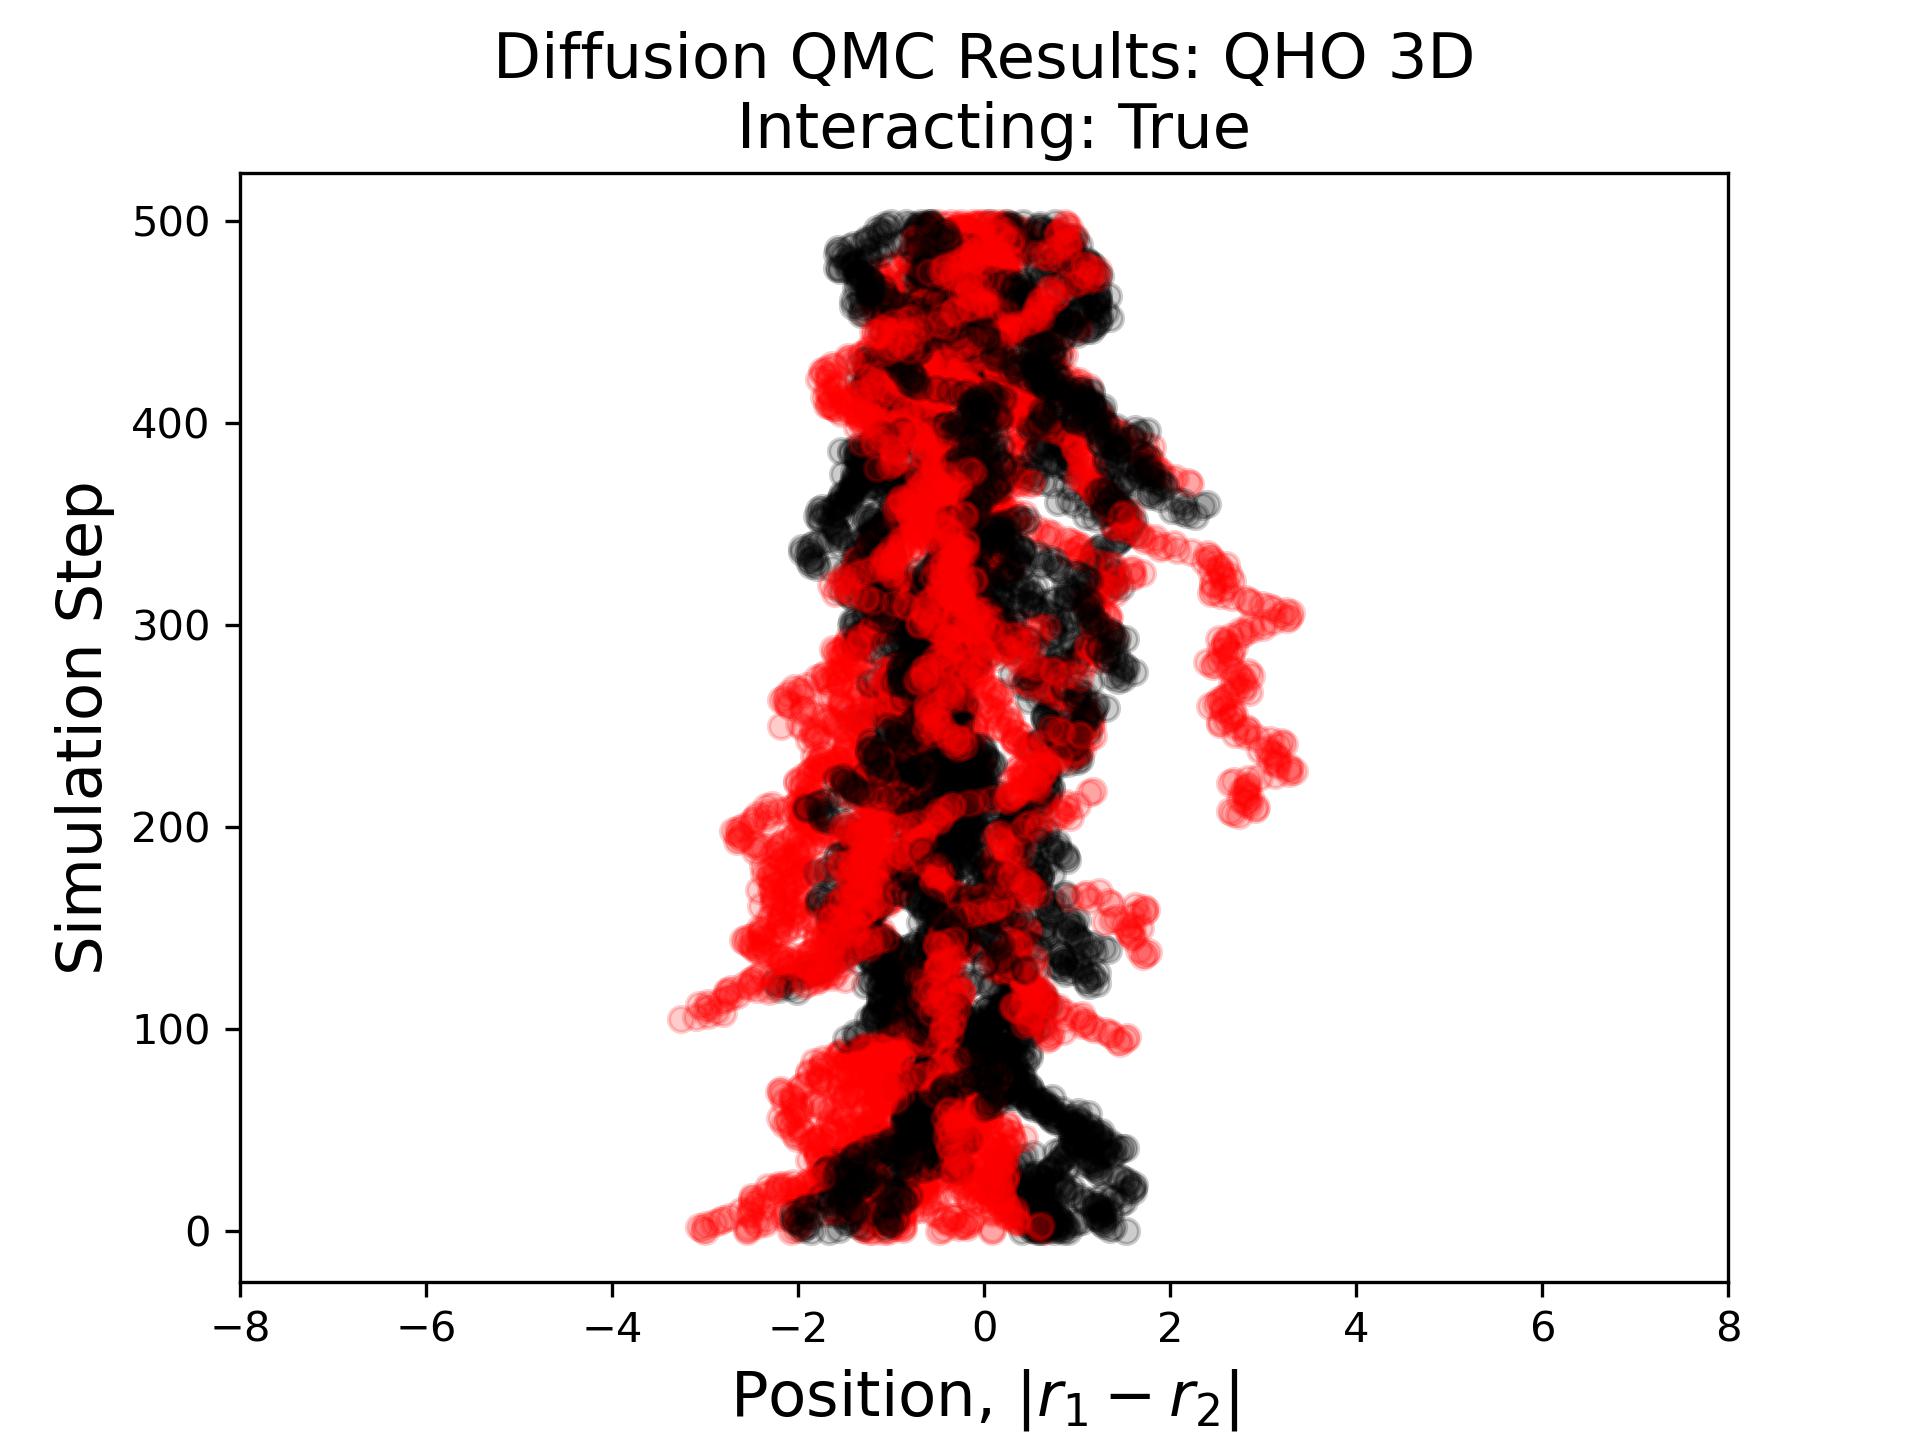 Diffusion QMC Results: QHO 3D
Interacting: True
Simulation Step
500
400
300
200
100
0
−8 −6 −4 −2 0 2 4 6 8
Position, |r₁ − r₂|